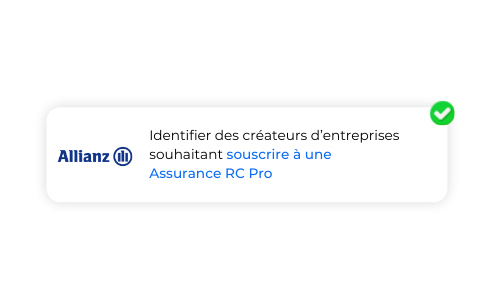 Allianz
Identifier des créateurs d'entreprises
souhaitant souscrire à une
Assurance RC Pro